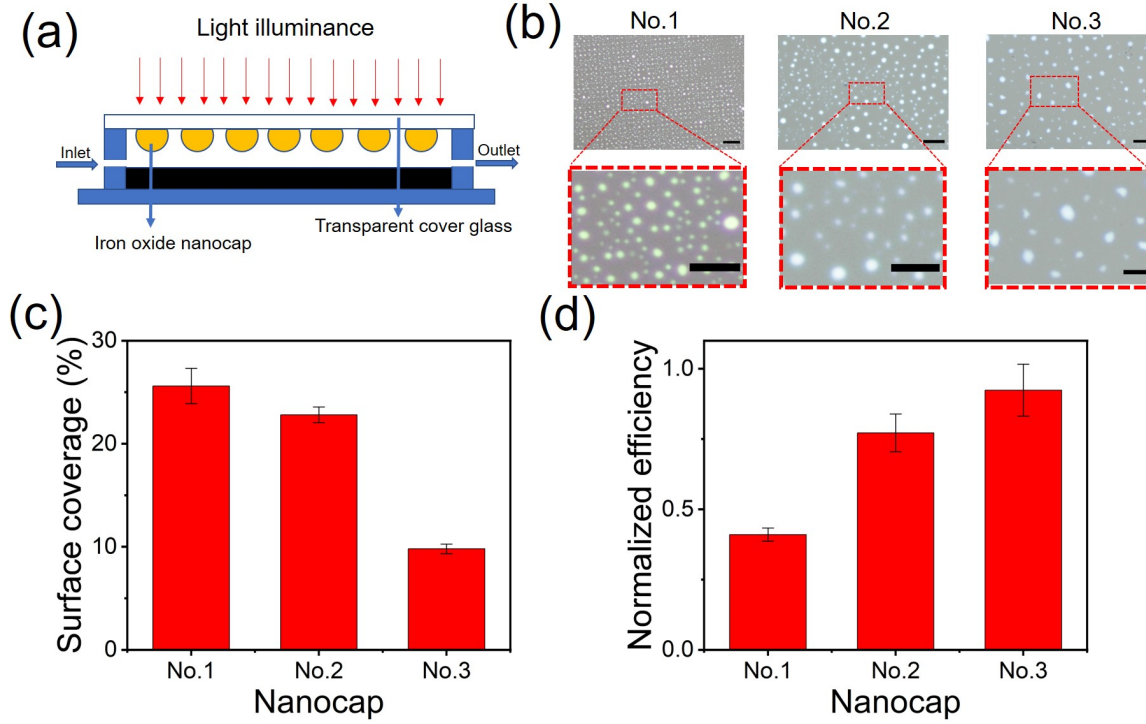 (a)
Light illuminance
Inlet
Outlet
Iron oxide nanocap
Transparent cover glass
(b)
No.1
No.2
No.3
(c)
Surface coverage (%)
30
20
10
0
No.1
No.2
No.3
Nanocap
(d)
Normalized efficiency
1.0
0.5
0.0
No.1
No.2
No.3
Nanocap